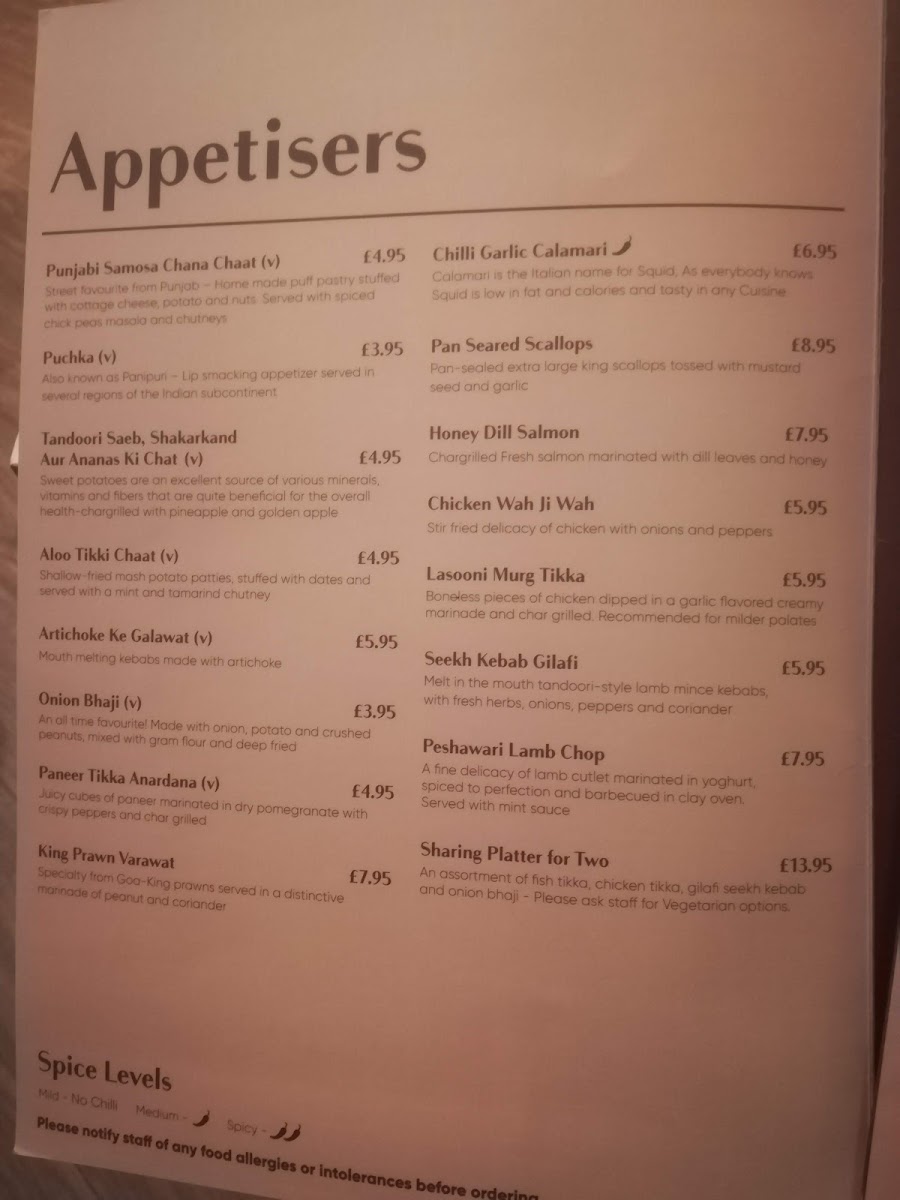 Appetisers
Punjabi Samosa Chana Chaat (v) £4.95
Street favourite from Punjab – Home made puff pastry stuffed
with cottage cheese, potato and nuts. Served with spiced
chick peas masala and chutneys
Puchka (v) £3.95
Also known as Panipuri – Lip smacking appetizer served in
several regions of the Indian subcontinent
Tandoori Saeb, Shakarkand
Aur Ananas Ki Chat (v) £4.95
Sweet potatoes are an excellent source of various minerals,
vitamins and fibers that are quite beneficial for the overall
health-chargrilled with pineapple and golden apple
Aloo Tikki Chaat (v) £4.95
Shallow-fried mash potato patties, stuffed with dates and
served with a mint and tamarind chutney
Artichoke Ke Galawat (v) £5.95
Mouth melting kebabs made with artichoke
Onion Bhaji (v) £3.95
An all time favourite! Made with onion, potato and crushed
peanuts, mixed with gram flour and deep fried
Paneer Tikka Anardana (v) £4.95
Juicy cubes of paneer marinated in dry pomegranate with
crispy peppers and char grilled
King Prawn Varawat £7.95
Specialty from Goa-King prawns served in a distinctive
marinade of peanut and coriander
Chilli Garlic Calamari £6.95
Calamari is the Italian name for Squid, As everybody knows
Squid is low in fat and calories and tasty in any Cuisine
Pan Seared Scallops £8.95
Pan-sealed extra large king scallops tossed with mustard
seed and garlic
Honey Dill Salmon £7.95
Chargrilled Fresh salmon marinated with dill leaves and honey
Chicken Wah Ji Wah £5.95
Stir fried delicacy of chicken with onions and peppers
Lasooni Murg Tikka £5.95
Boneless pieces of chicken dipped in a garlic flavored creamy
marinade and char grilled. Recommended for milder palates
Seekh Kebab Gilafi £5.95
Melt in the mouth tandoori-style lamb mince kebabs,
with fresh herbs, onions, peppers and coriander
Peshawari Lamb Chop £7.95
A fine delicacy of lamb cutlet marinated in yoghurt,
spiced to perfection and barbecued in clay oven.
Served with mint sauce
Sharing Platter for Two £13.95
An assortment of fish tikka, chicken tikka, gilafi seekh kebab
and onion bhaji - Please ask staff for Vegetarian options.
Spice Levels
Mild - No Chilli Medium - Spicy -
Please notify staff of any food allergies or intolerances before ordering